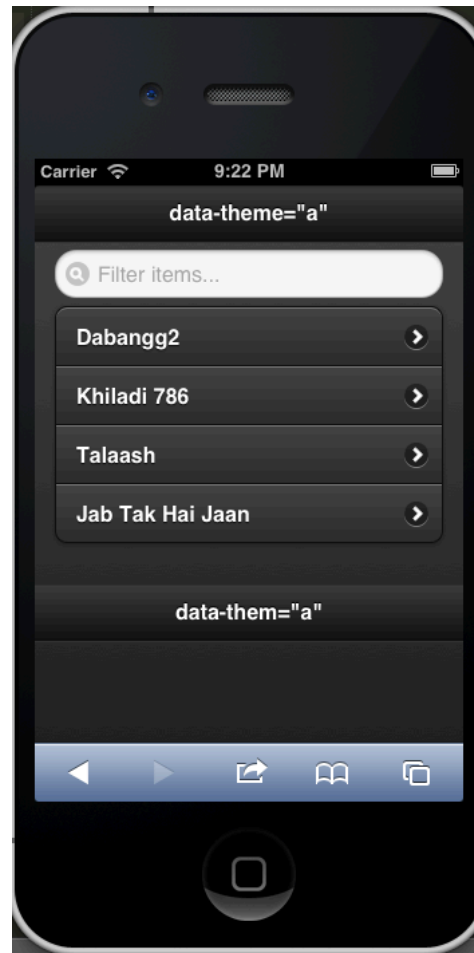 Carrier 9:22 PM
data-theme="a"
Filter items...
Dabangg2
Khiladi 786
Talaash
Jab Tak Hai Jaan
data-them="a"